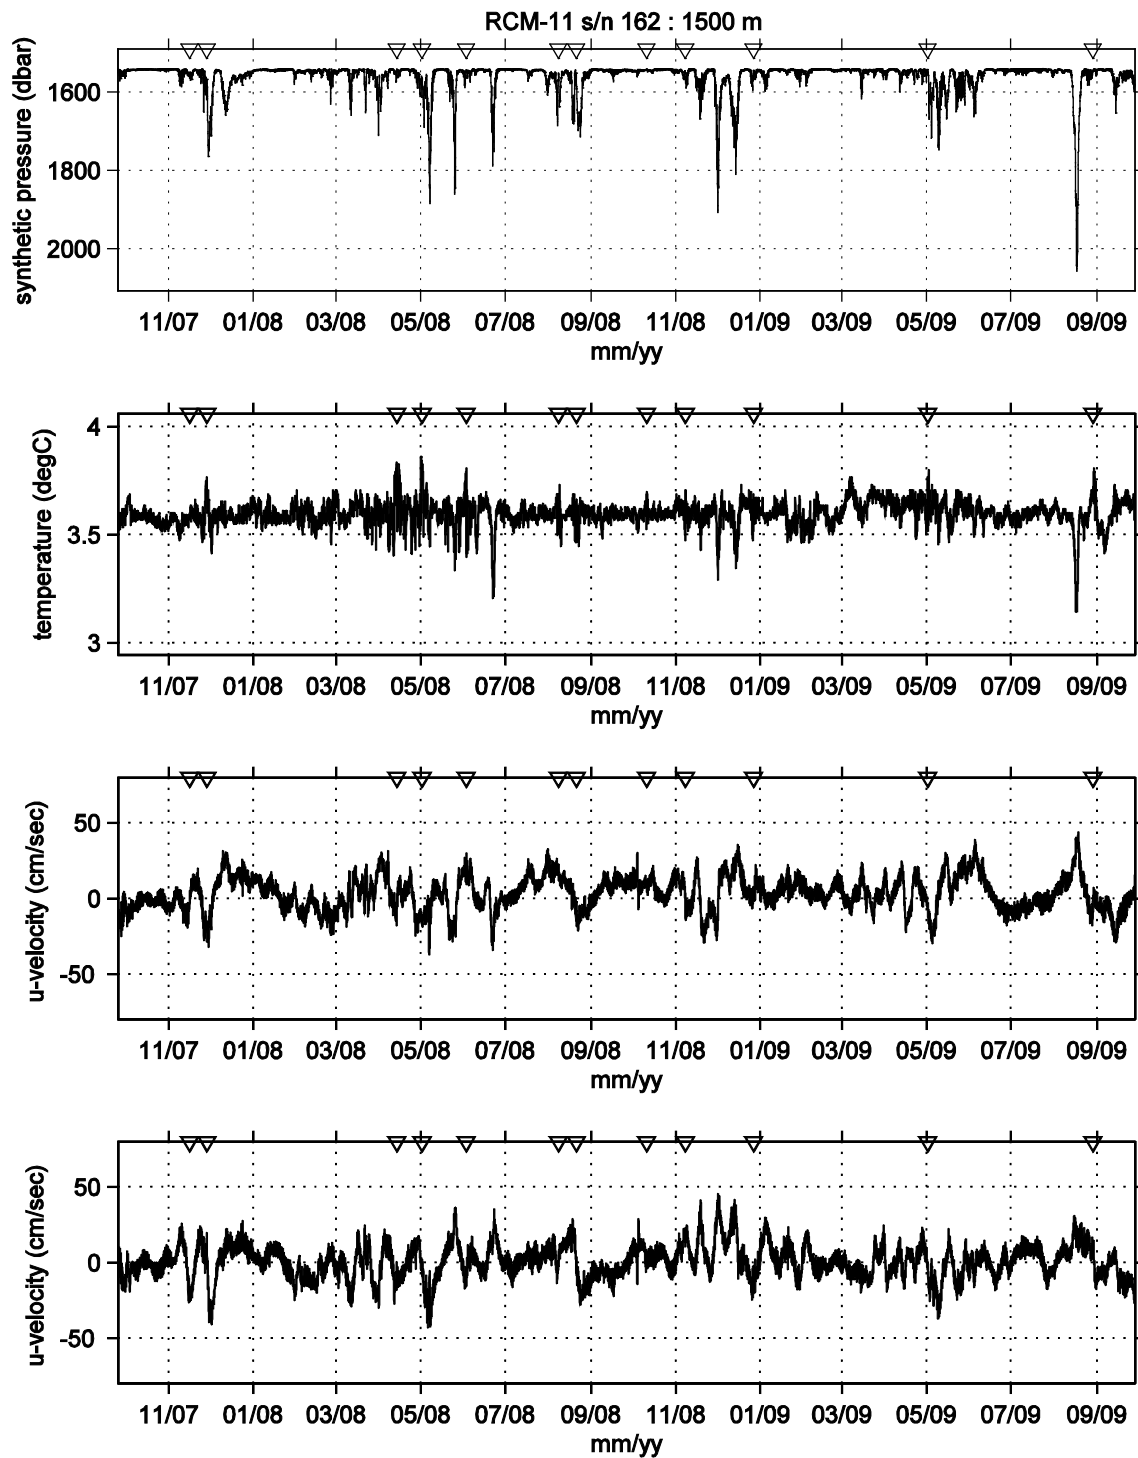 RCM-11 s/n 162 : 1500 m
synthetic pressure (dbar)
1600
1800
2000
11/07 01/08 03/08 05/08 07/08 09/08 11/08 01/09 03/09 05/09 07/09 09/09
mm/yy
temperature (degC)
4
3.5
3
11/07 01/08 03/08 05/08 07/08 09/08 11/08 01/09 03/09 05/09 07/09 09/09
mm/yy
u-velocity (cm/sec)
50
0
-50
11/07 01/08 03/08 05/08 07/08 09/08 11/08 01/09 03/09 05/09 07/09 09/09
mm/yy
u-velocity (cm/sec)
50
0
-50
11/07 01/08 03/08 05/08 07/08 09/08 11/08 01/09 03/09 05/09 07/09 09/09
mm/yy